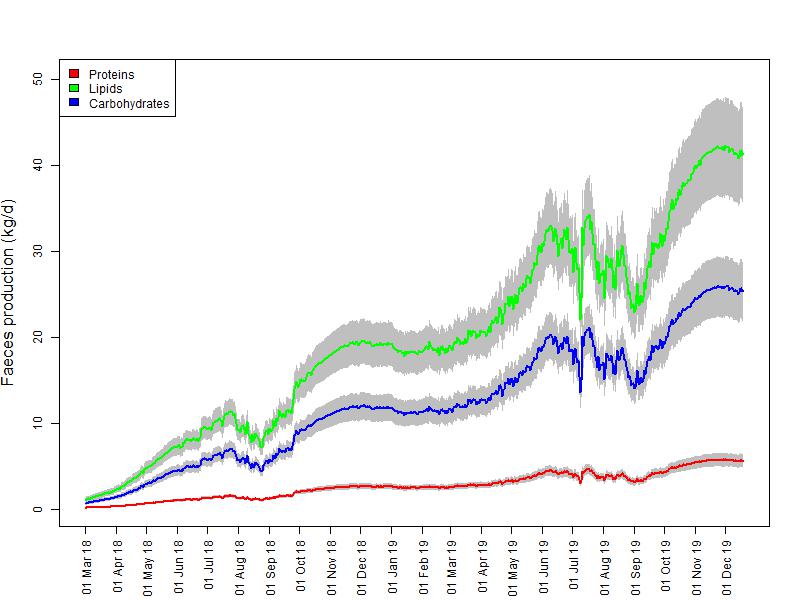 Proteins
Lipids
Carbohydrates
Faeces production (kg/d)
50
40
30
20
10
0
01 Mar 18
01 Apr 18
01 May 18
01 Jun 18
01 Jul 18
01 Aug 18
01 Sep 18
01 Oct 18
01 Nov 18
01 Dec 18
01 Jan 19
01 Feb 19
01 Mar 19
01 Apr 19
01 May 19
01 Jun 19
01 Jul 19
01 Aug 19
01 Sep 19
01 Oct 19
01 Nov 19
01 Dec 19